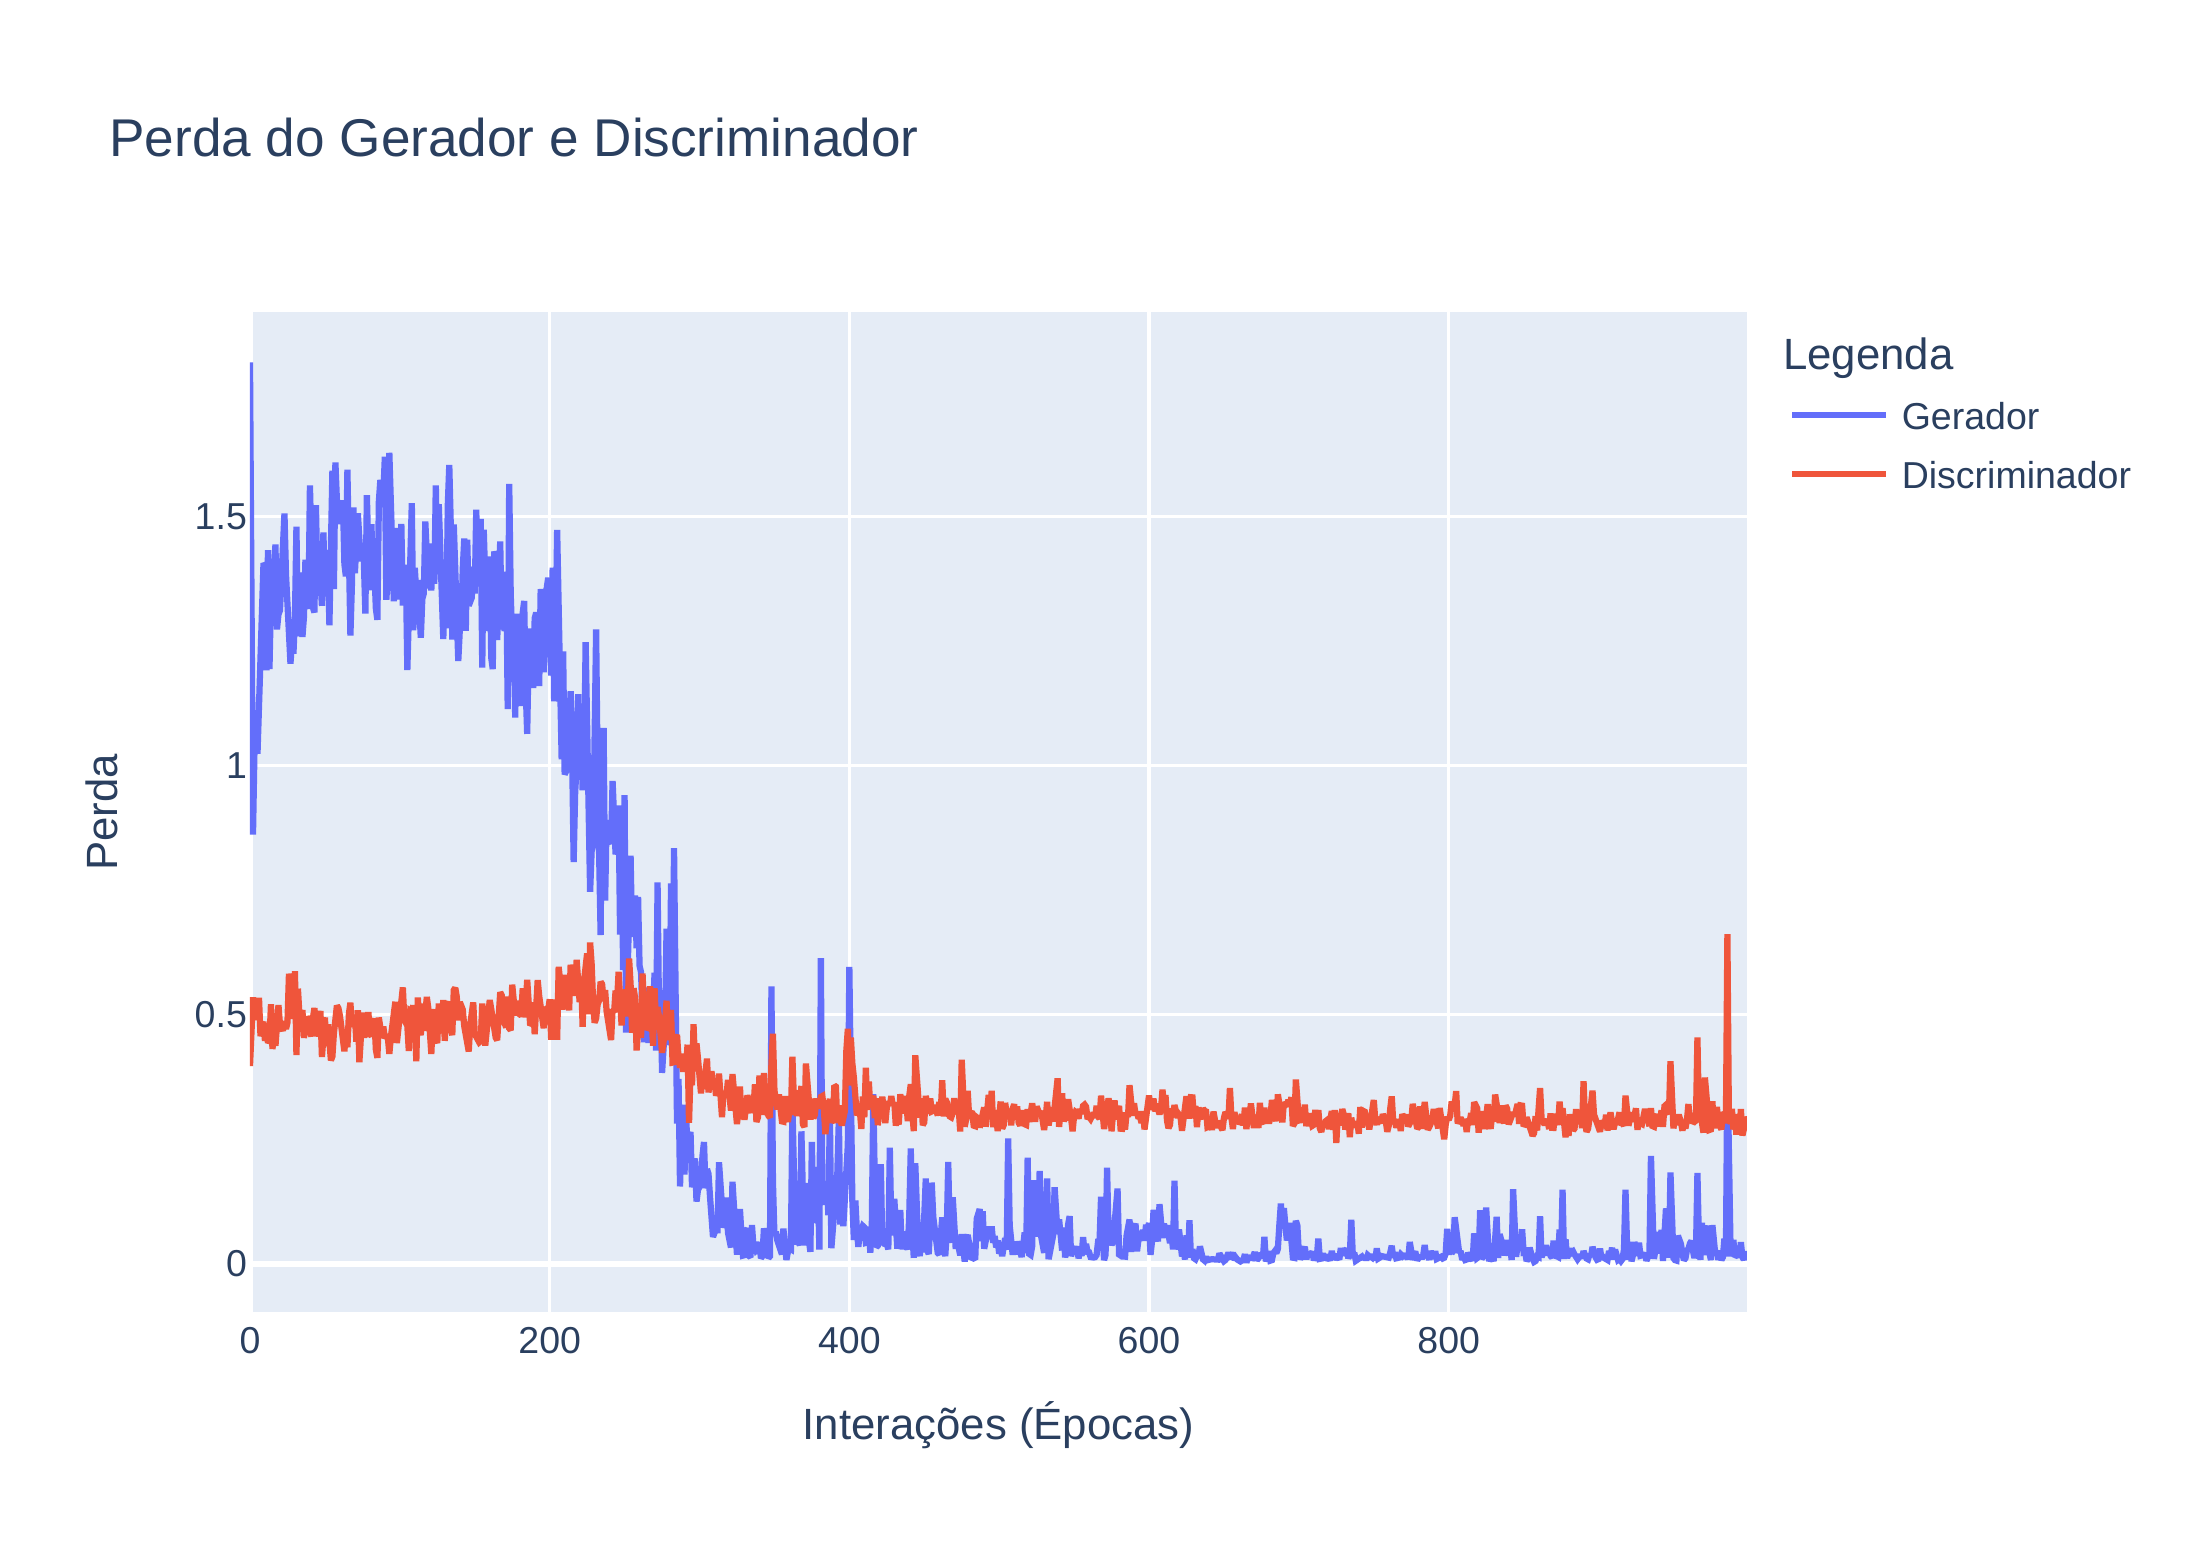 Perda do Gerador e Discriminador
Legenda
Gerador
Discriminador
Perda
1.5
1
0.5
0
0 200 400 600 800
Interações (Épocas)